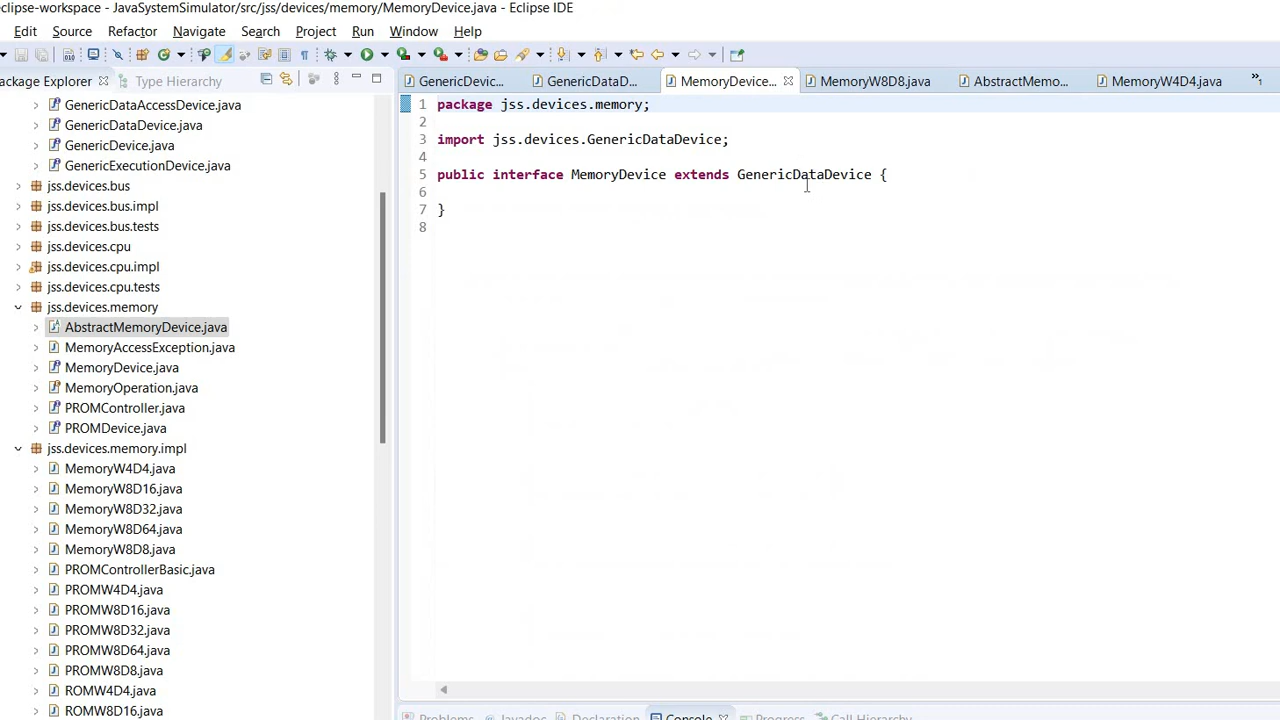 clipse-workspace - JavaSystemSimulator/src/jss/devices/memory/MemoryDevice.java - Eclipse IDE
Edit Source Refactor Navigate Search Project Run Window Help
ackage Explorer Type Hierarchy
GenericDevic... GenericDataD... MemoryDevice... MemoryW8D8.java AbstractMemo... MemoryW4D4.java
GenericDataAccessDevice.java
GenericDataDevice.java
GenericDevice.java
GenericExecutionDevice.java
jss.devices.bus
jss.devices.bus.impl
jss.devices.bus.tests
jss.devices.cpu
jss.devices.cpu.impl
jss.devices.cpu.tests
jss.devices.memory
AbstractMemoryDevice.java
MemoryAccessException.java
MemoryDevice.java
MemoryOperation.java
PROMController.java
PROMDevice.java
jss.devices.memory.impl
MemoryW4D4.java
MemoryW8D16.java
MemoryW8D32.java
MemoryW8D64.java
MemoryW8D8.java
PROMControllerBasic.java
PROMW4D4.java
PROMW8D16.java
PROMW8D32.java
PROMW8D64.java
PROMW8D8.java
ROMW4D4.java
ROMW8D16.java
1 package jss.devices.memory;
2
3 import jss.devices.GenericDataDevice;
4
5 public interface MemoryDevice extends GenericDataDevice {
6
7 }
8
Problems Javadoc Declaration Console Progress Call Hierarchy